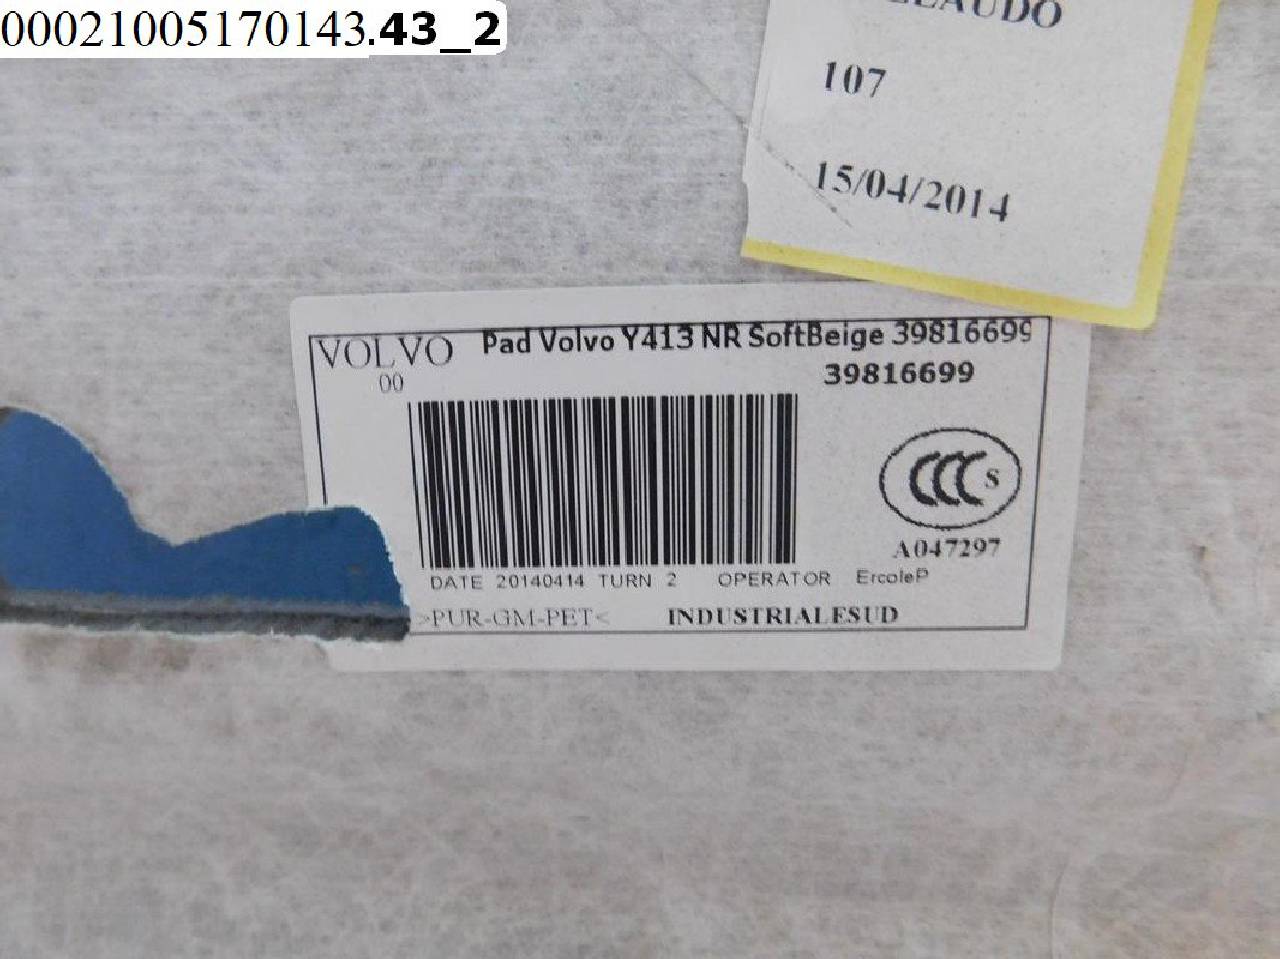 00021005170143.43_2
107
15/04/2014
VOLVO
00
Pad Volvo Y413 NR SoftBeige 39816699
39816699
CCC S
A047297
DATE 20140414 TURN 2 OPERATOR ErcoleP
>PUR-GM-PET< INDUSTRIALESUD